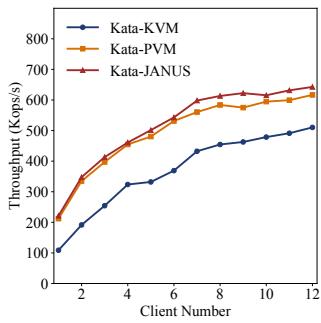 Kata-KVM
Kata-PVM
Kata-JANUS
Throughput (Kops/s)
800
700
600
500
400
300
200
100
0
2 4 6 8 10 12
Client Number